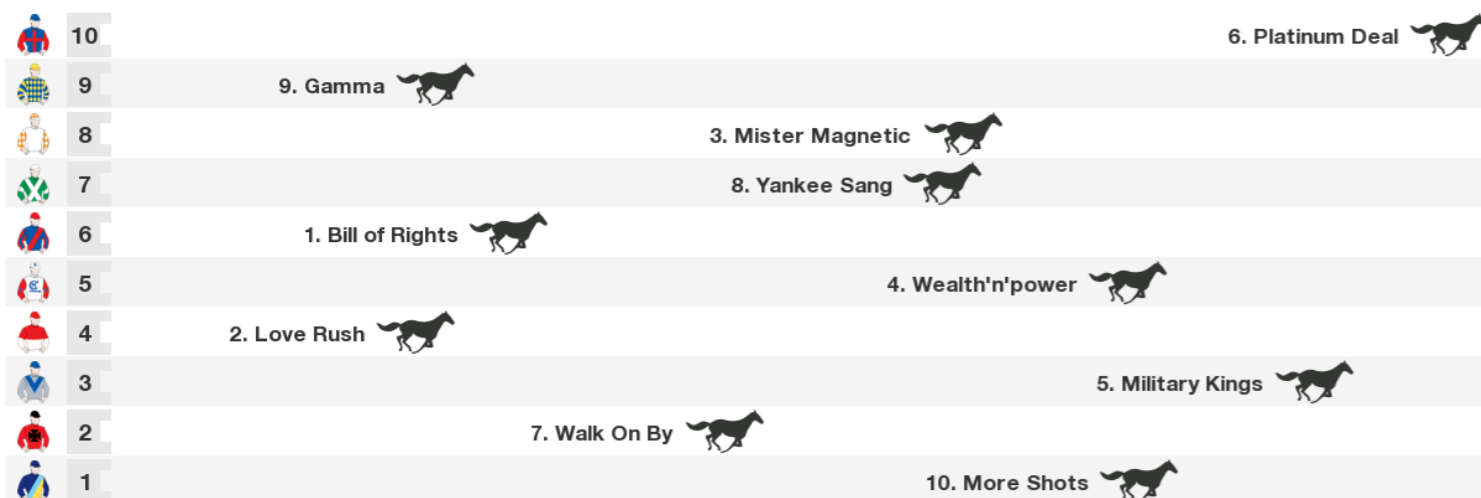 10 6. Platinum Deal
9 9. Gamma
8 3. Mister Magnetic
7 8. Yankee Sang
6 1. Bill of Rights
5 4. Wealth'n'power
4 2. Love Rush
3 5. Military Kings
2 7. Walk On By
1 10. More Shots